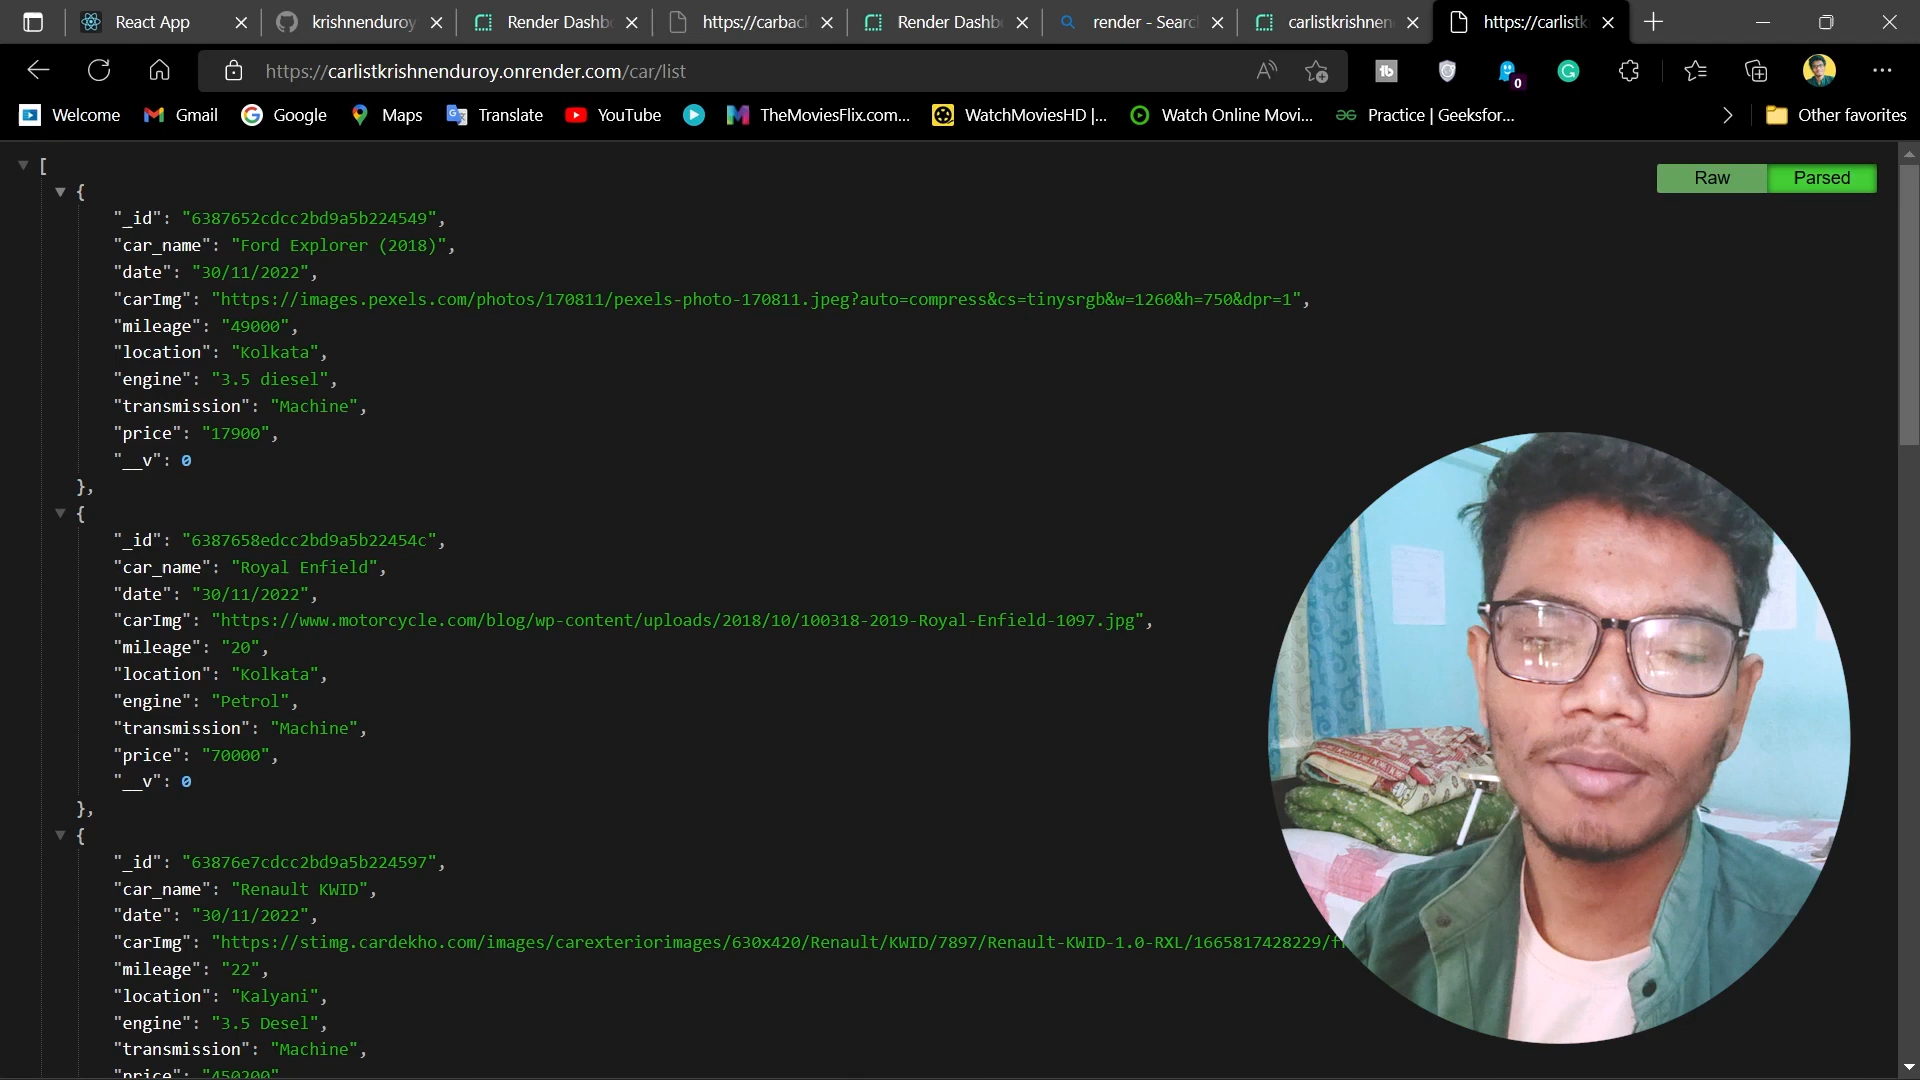 React App
krishnenduroy
Render Dashb
https://carback
Render Dashb
render - Searc
carlistkrishnen
https://carlistk
https://carlistkrishnenduroy.onrender.com/car/list
0
Welcome
Gmail
Google
Maps
Translate
YouTube
TheMoviesFlix.com...
WatchMoviesHD |...
Watch Online Movi...
Practice | Geeksfor...
Other favorites
Raw
Parsed
[
{
"_id": "6387652cdcc2bd9a5b224549",
"car_name": "Ford Explorer (2018)",
"date": "30/11/2022",
"carImg": "https://images.pexels.com/photos/170811/pexels-photo-170811.jpeg?auto=compress&cs=tinysrgb&w=1260&h=750&dpr=1",
"mileage": "49000",
"location": "Kolkata",
"engine": "3.5 diesel",
"transmission": "Machine",
"price": "17900",
"__v": 0
},
{
"_id": "6387658edcc2bd9a5b22454c",
"car_name": "Royal Enfield",
"date": "30/11/2022",
"carImg": "https://www.motorcycle.com/blog/wp-content/uploads/2018/10/100318-2019-Royal-Enfield-1097.jpg",
"mileage": "20",
"location": "Kolkata",
"engine": "Petrol",
"transmission": "Machine",
"price": "70000",
"__v": 0
},
{
"_id": "63876e7cdcc2bd9a5b224597",
"car_name": "Renault KWID",
"date": "30/11/2022",
"carImg": "https://stimg.cardekho.com/images/carexteriorimages/630x420/Renault/KWID/7897/Renault-KWID-1.0-RXL/1665817428229/f
"mileage": "22",
"location": "Kalyani",
"engine": "3.5 Desel",
"transmission": "Machine",
"price": "450200"